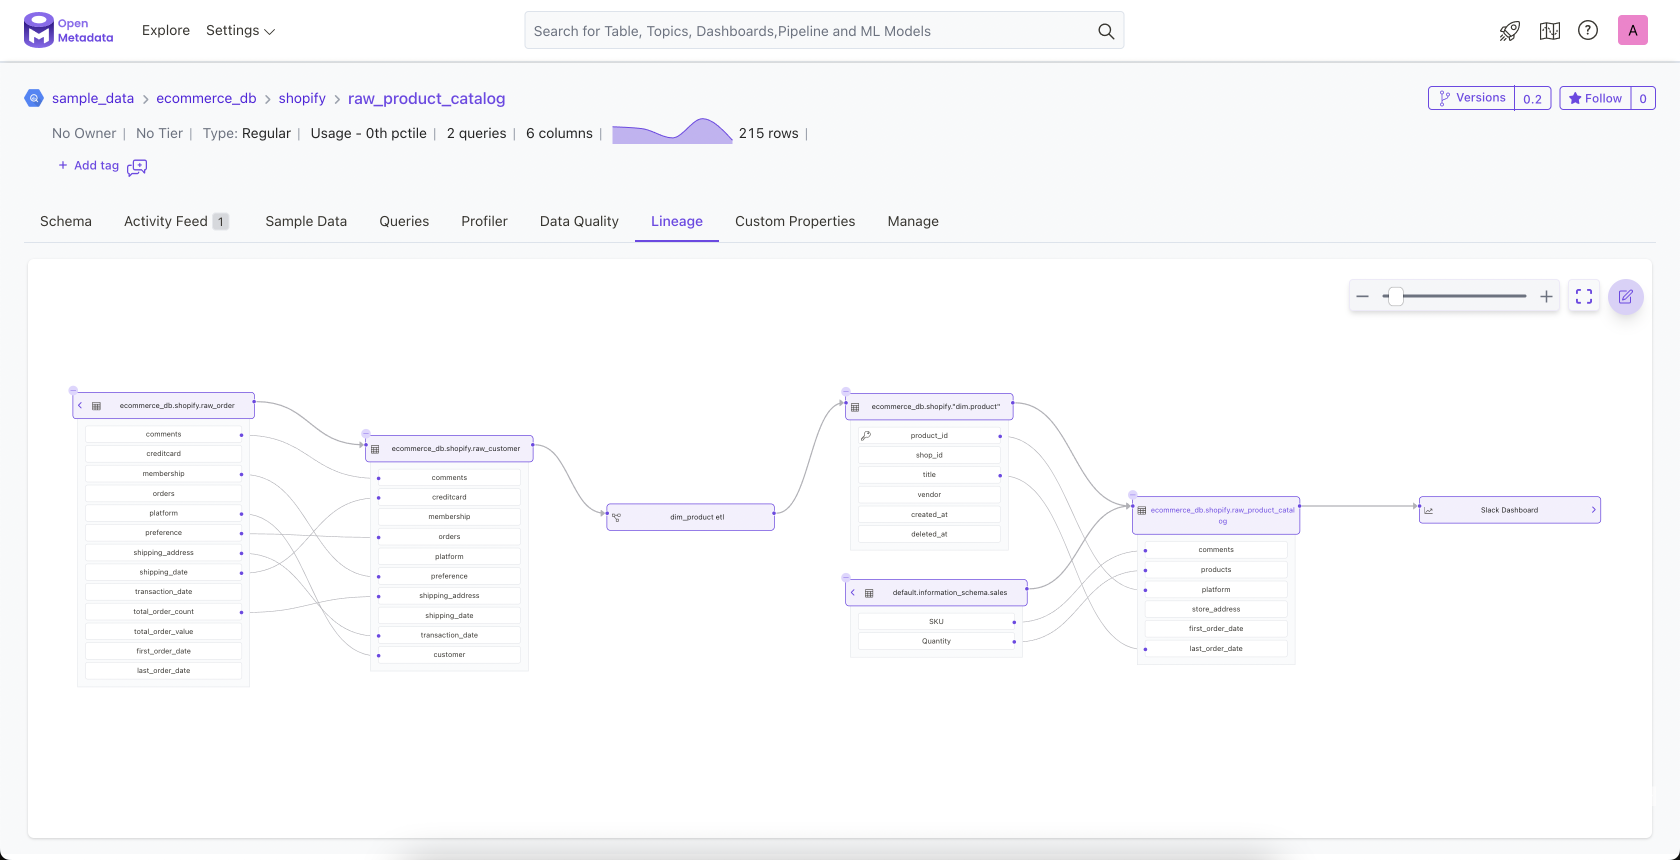 Open
Metadata
Explore
Settings
Search for Table, Topics, Dashboards,Pipeline and ML Models
?
A
sample_data > ecommerce_db > shopify > raw_product_catalog
Versions 0.2
Follow 0
No Owner | No Tier | Type: Regular | Usage - 0th pctile | 2 queries | 6 columns | 215 rows |
+ Add tag
Schema
Activity Feed 1
Sample Data
Queries
Profiler
Data Quality
Lineage
Custom Properties
Manage
ecommerce_db.shopify.raw_order
comments
creditcard
membership
orders
platform
preference
shipping_address
shipping_date
transaction_date
total_order_count
total_order_value
first_order_date
last_order_date
ecommerce_db.shopify.raw_customer
comments
creditcard
membership
orders
platform
preference
shipping_address
shipping_date
transaction_date
customer
dim_product etl
ecommerce_db.shopify."dim.product"
product_id
shop_id
title
vendor
created_at
deleted_at
default.information_schema.sales
SKU
Quantity
ecommerce_db.shopify.raw_product_catal
og
comments
products
platform
store_address
first_order_date
last_order_date
Slack Dashboard